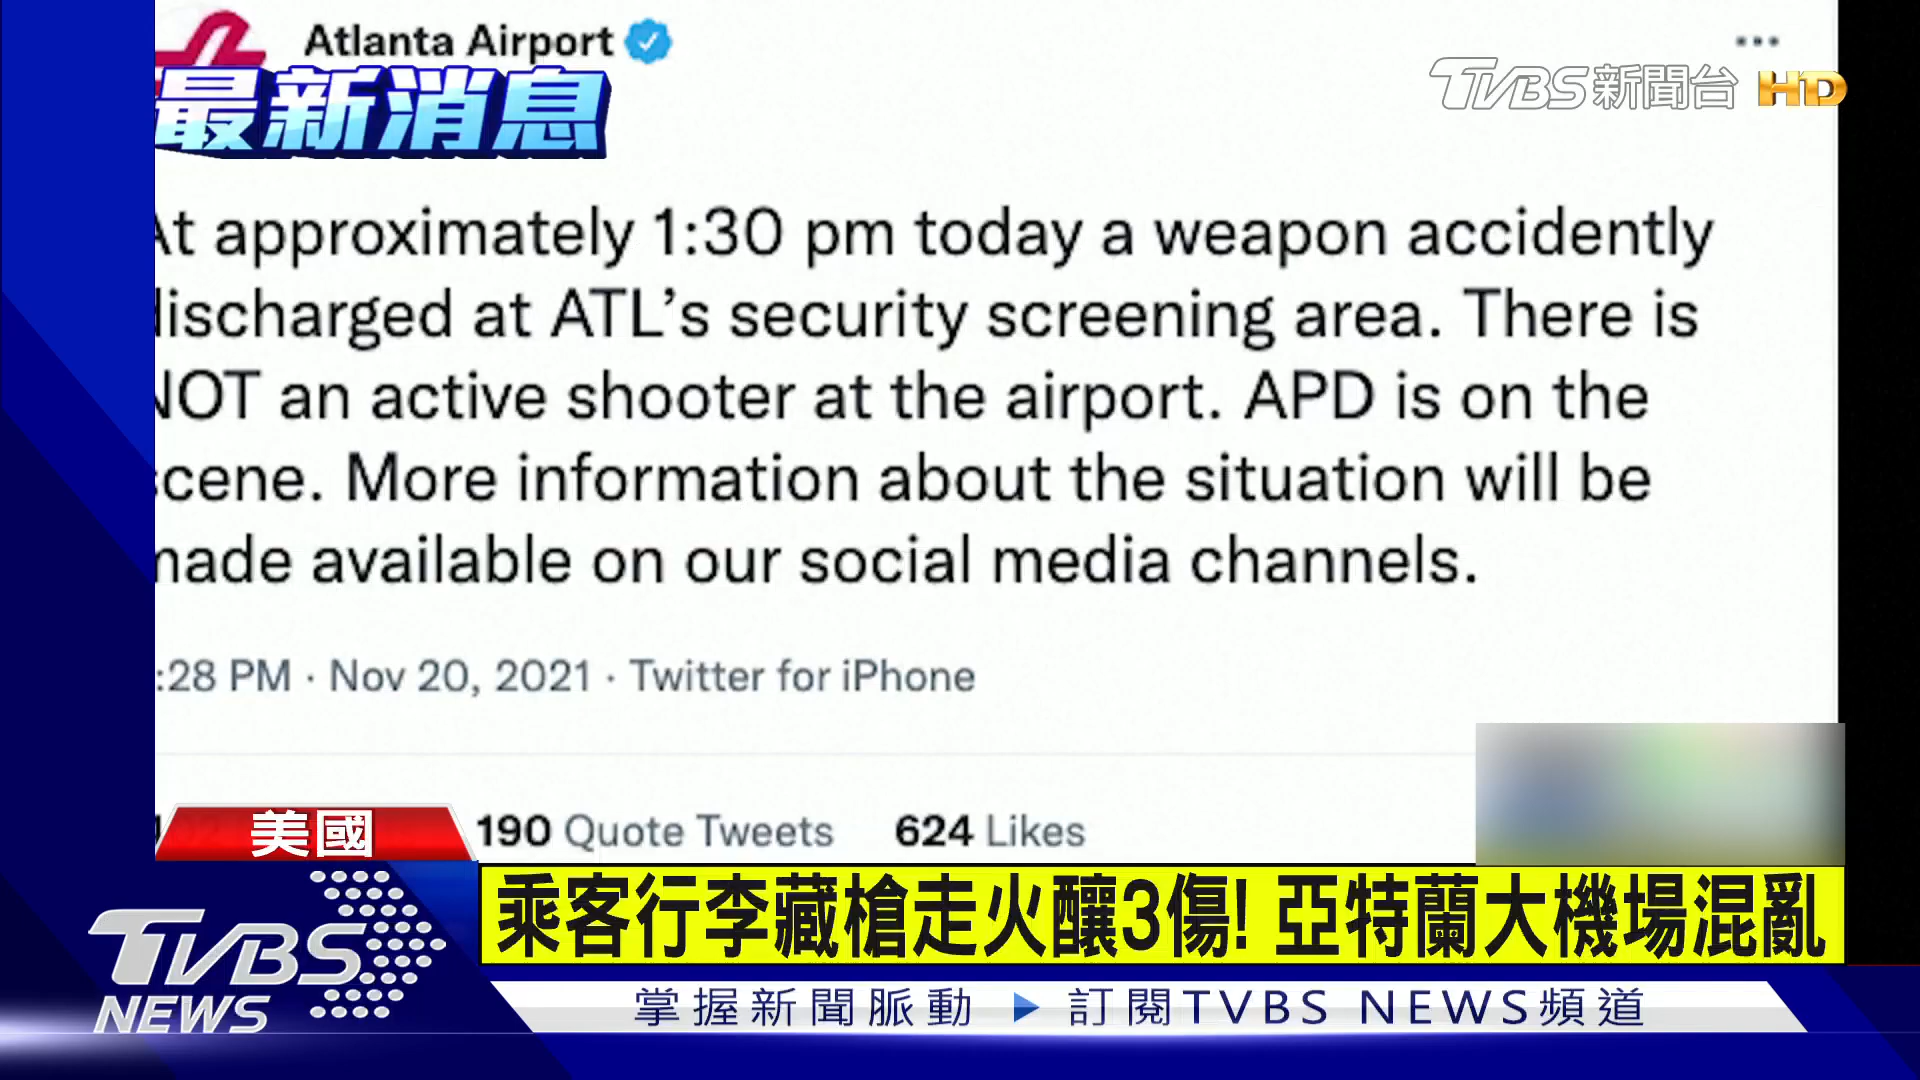 Atlanta Airport
最新消息
TVBS新聞台 HD
At approximately 1:30 pm today a weapon accidently
discharged at ATL's security screening area. There is
NOT an active shooter at the airport. APD is on the
scene. More information about the situation will be
made available on our social media channels.
:28 PM · Nov 20, 2021 · Twitter for iPhone
190 Quote Tweets 624 Likes
美國
乘客行李藏槍走火釀3傷! 亞特蘭大機場混亂
TVBS
NEWS
掌握新聞脈動 ▶ 訂閱TVBS NEWS頻道